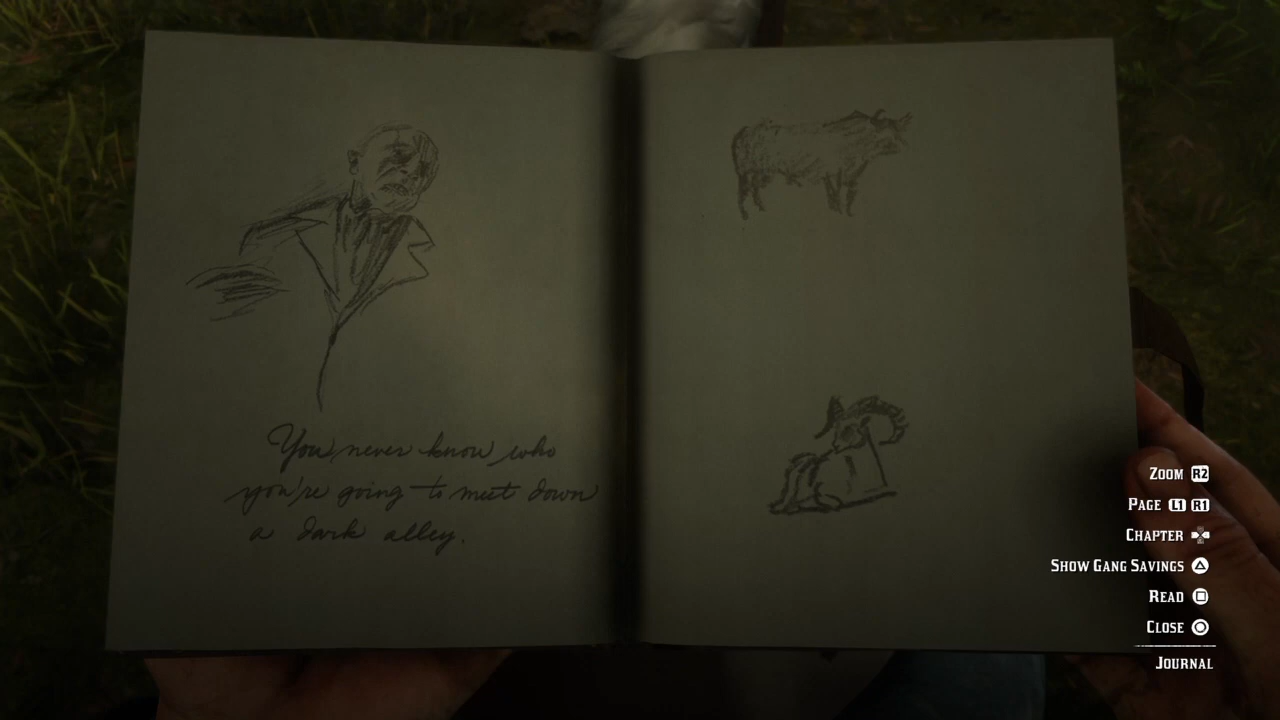 You never know who
you're going to meet down
a dark alley.
ZOOM R2
PAGE L1 R1
CHAPTER
SHOW GANG SAVINGS
READ
CLOSE
JOURNAL